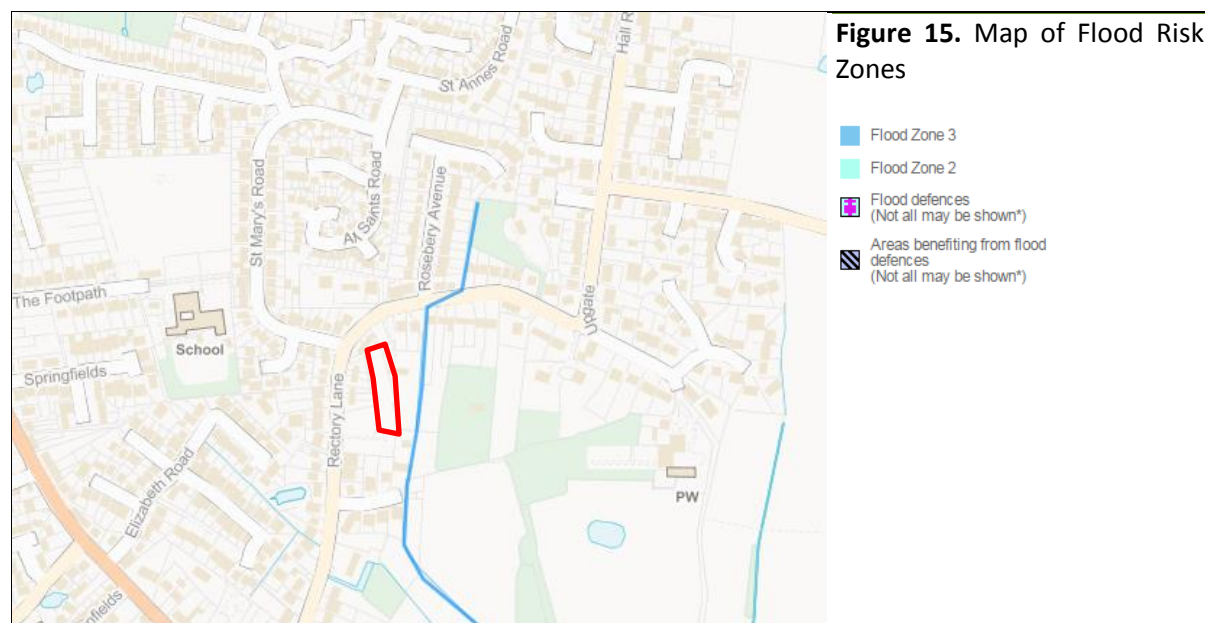 Figure 15. Map of Flood Risk
Zones
Flood Zone 3
Flood Zone 2
Flood defences
(Not all may be shown*)
Areas benefiting from flood
defences
(Not all may be shown*)
St Annes Road
Hall R
St Mary's Road
All Saints Road
Rosebery Avenue
The Footpath
School
Upgate
Springfields
Rectory Lane
Elizabeth Road
PW
nfields